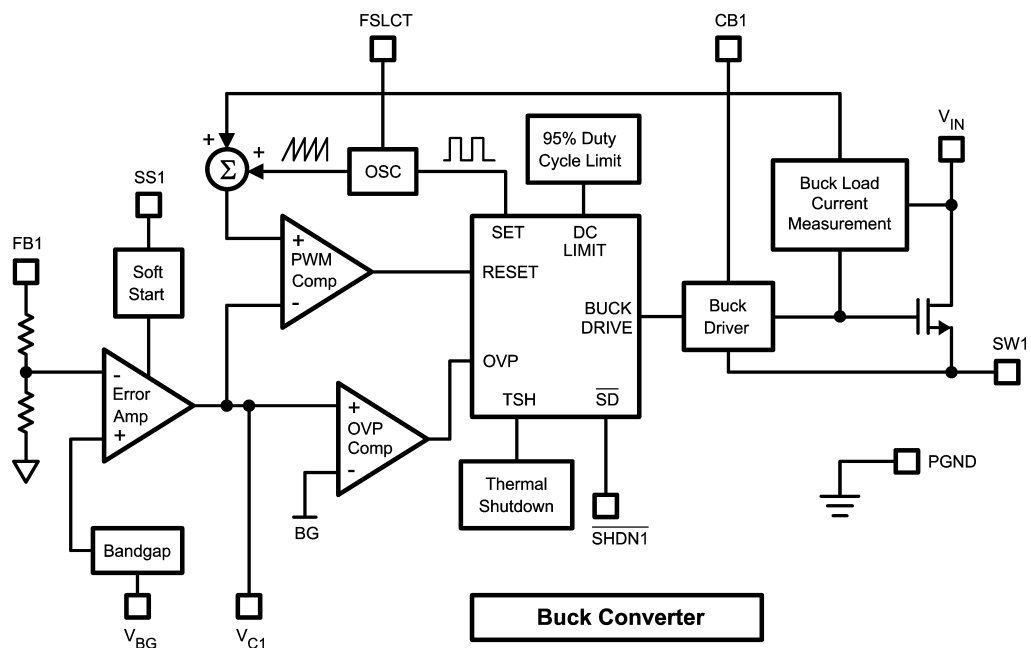 FSLCT
CB1
+
+
Σ
OSC
95% Duty
Cycle Limit
V_IN
Buck Load
Current
Measurement
SS1
Soft
Start
FB1
+
PWM
Comp
-
SET
DC
LIMIT
RESET
BUCK
DRIVE
OVP
TSH
SD
Buck
Driver
SW1
-
Error
Amp
+
+
OVP
Comp
-
BG
Thermal
Shutdown
SHDN1
PGND
Bandgap
V_BG
V_C1
Buck Converter